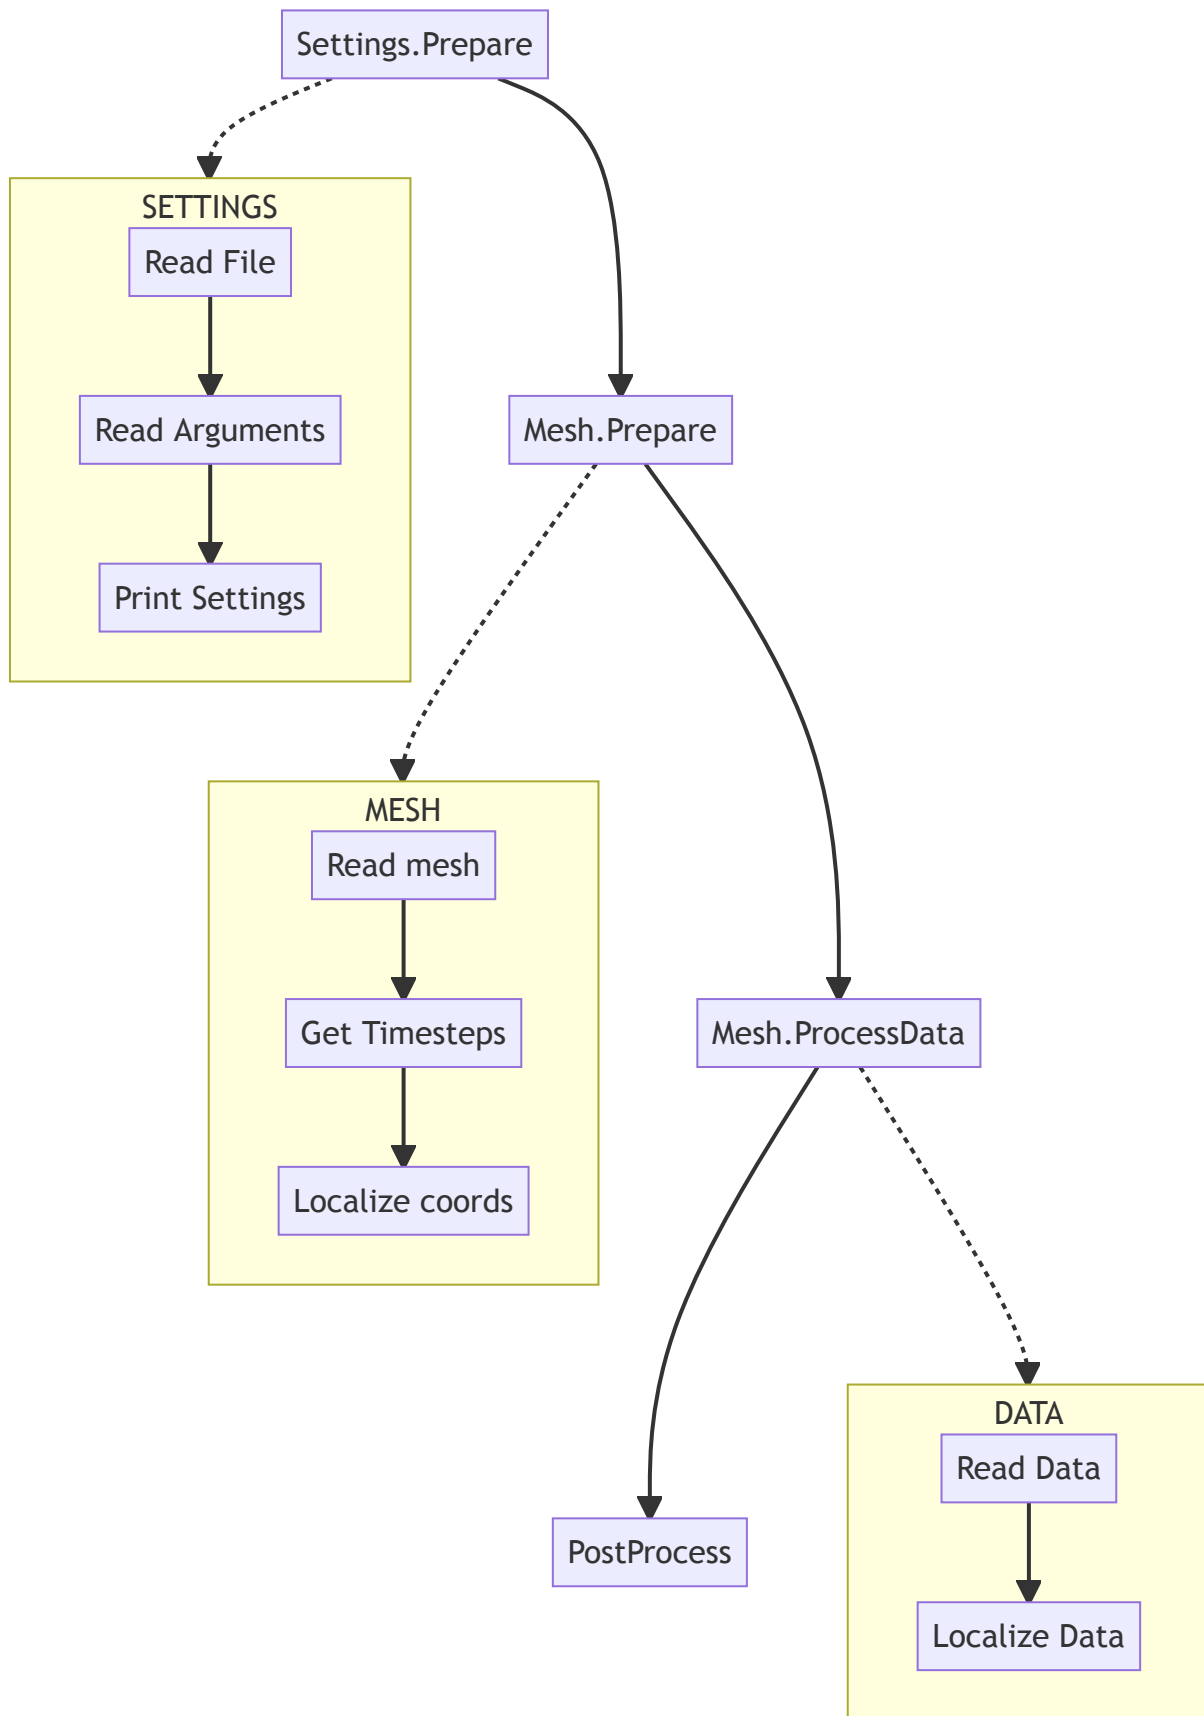 Settings.Prepare
SETTINGS
Read File
Read Arguments
Mesh.Prepare
Print Settings
MESH
Read mesh
Get Timesteps
Mesh.ProcessData
Localize coords
DATA
Read Data
PostProcess
Localize Data